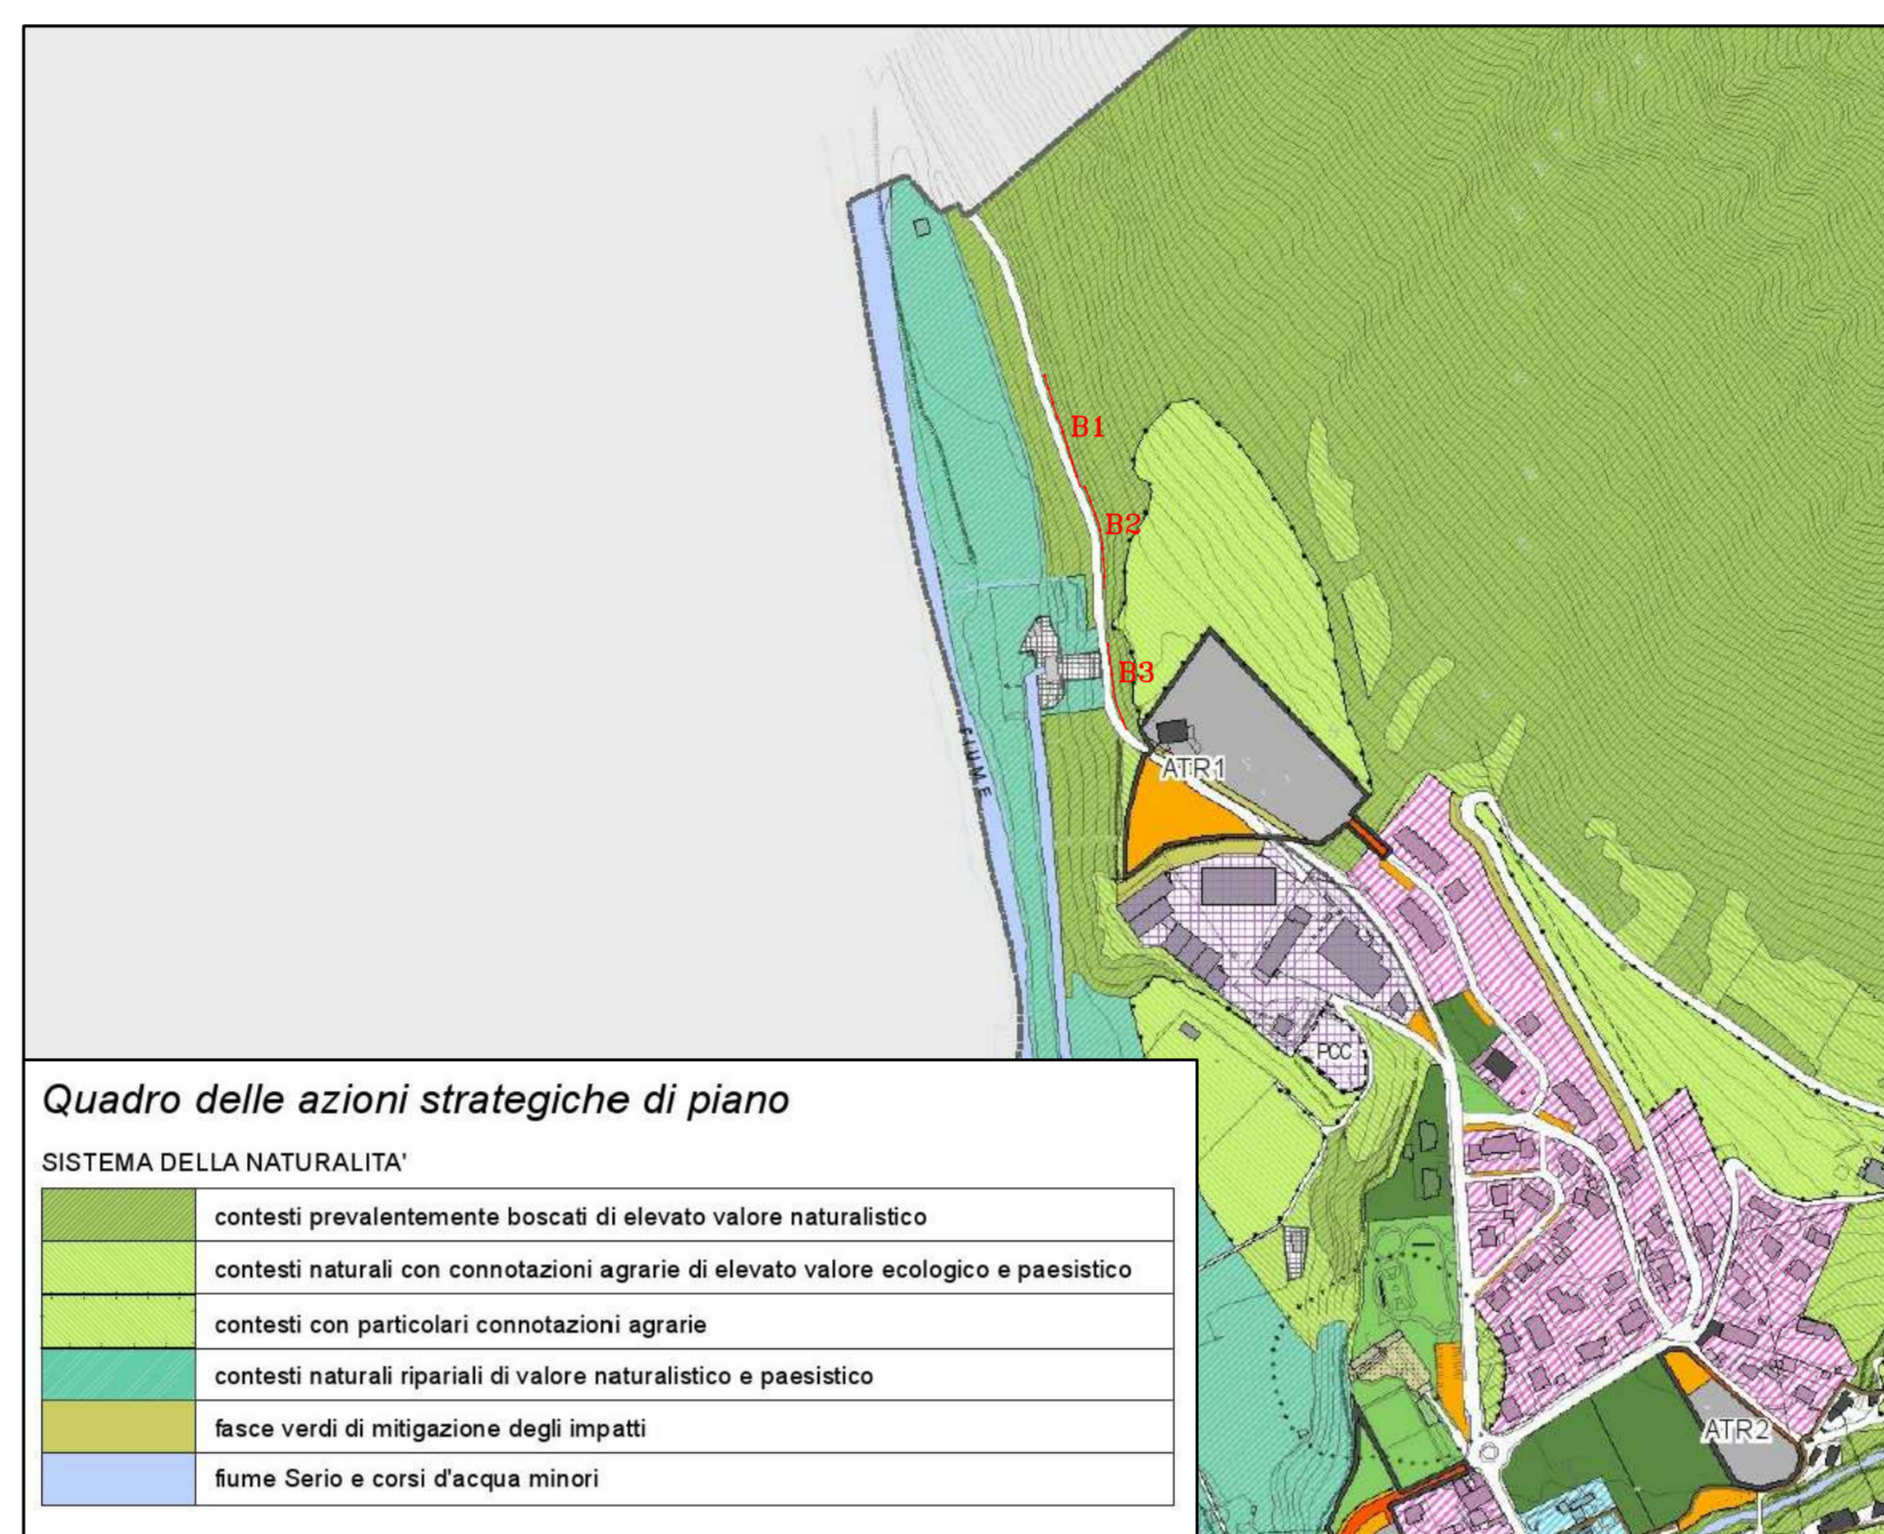 B1
B2
B3
FIUME
ATR1
PCC
ATR2
Quadro delle azioni strategiche di piano
SISTEMA DELLA NATURALITA'
contesti prevalentemente boscati di elevato valore naturalistico
contesti naturali con connotazioni agrarie di elevato valore ecologico e paesistico
contesti con particolari connotazioni agrarie
contesti naturali ripariali di valore naturalistico e paesistico
fasce verdi di mitigazione degli impatti
fiume Serio e corsi d'acqua minori